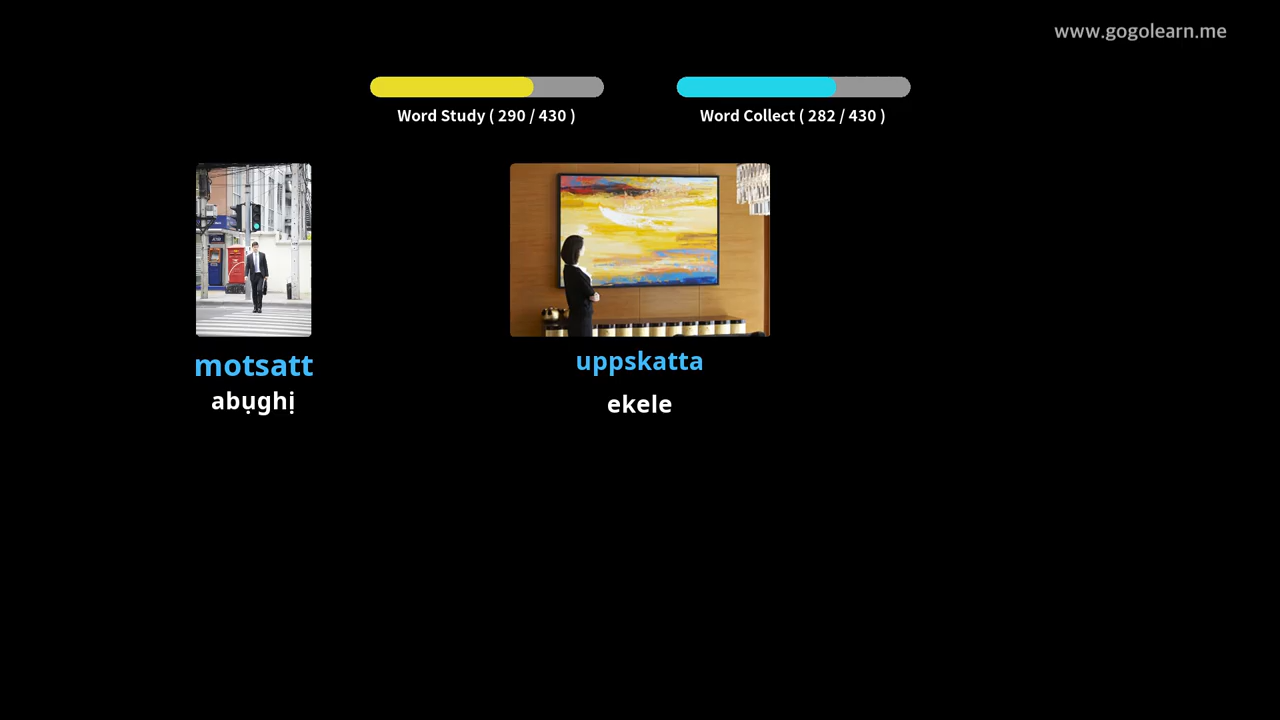 www.gogolearn.me
Word Study ( 290 / 430 )
Word Collect ( 282 / 430 )
motsatt
abụghị
uppskatta
ekele